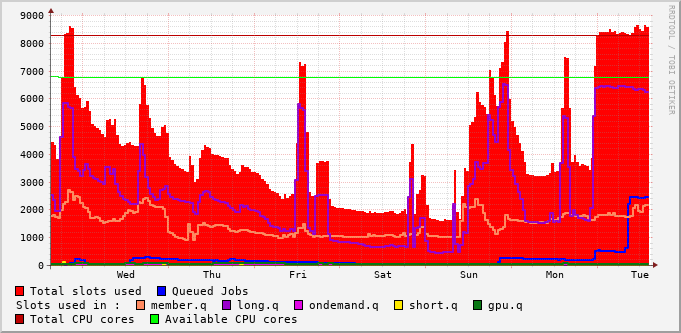 9000
8000
7000
6000
5000
4000
3000
2000
1000
0
Wed Thu Fri Sat Sun Mon Tue
RRDTOOL / TOBI OETIKER
Total slots used Queued Jobs
Slots used in : member.q long.q ondemand.q short.q gpu.q
Total CPU cores Available CPU cores